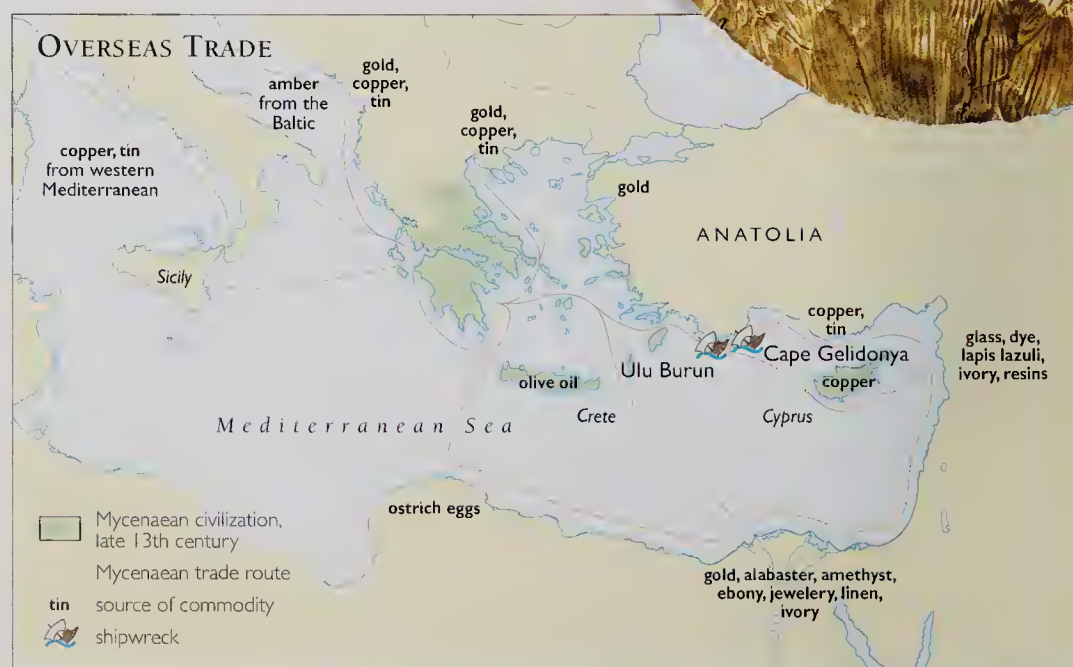 OVERSEAS TRADE
gold,
copper,
tin
amber
from the
Baltic
gold,
copper,
tin
copper, tin
from western
Mediterranean
gold
ANATOLIA
Sicily
copper,
tin
glass, dye,
lapis lazuli,
ivory, resins
Cape Gelidonya
Ulu Burun
olive oil
copper
Crete
Cyprus
Mediterranean Sea
ostrich eggs
Mycenaean civilization,
late 13th century
Mycenaean trade route
tin source of commodity
shipwreck
gold, alabaster, amethyst,
ebony, jewelery, linen,
ivory